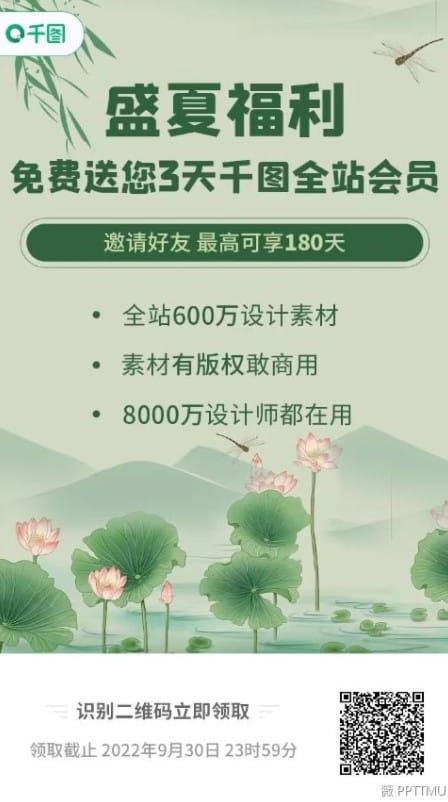 千图
盛夏福利
免费送您3天千图全站会员
邀请好友 最高可享180天
• 全站600万设计素材
• 素材有版权敢商用
• 8000万设计师都在用
识别二维码立即领取
领取截止 2022年9月30日 23时59分
薇 PPTTMU